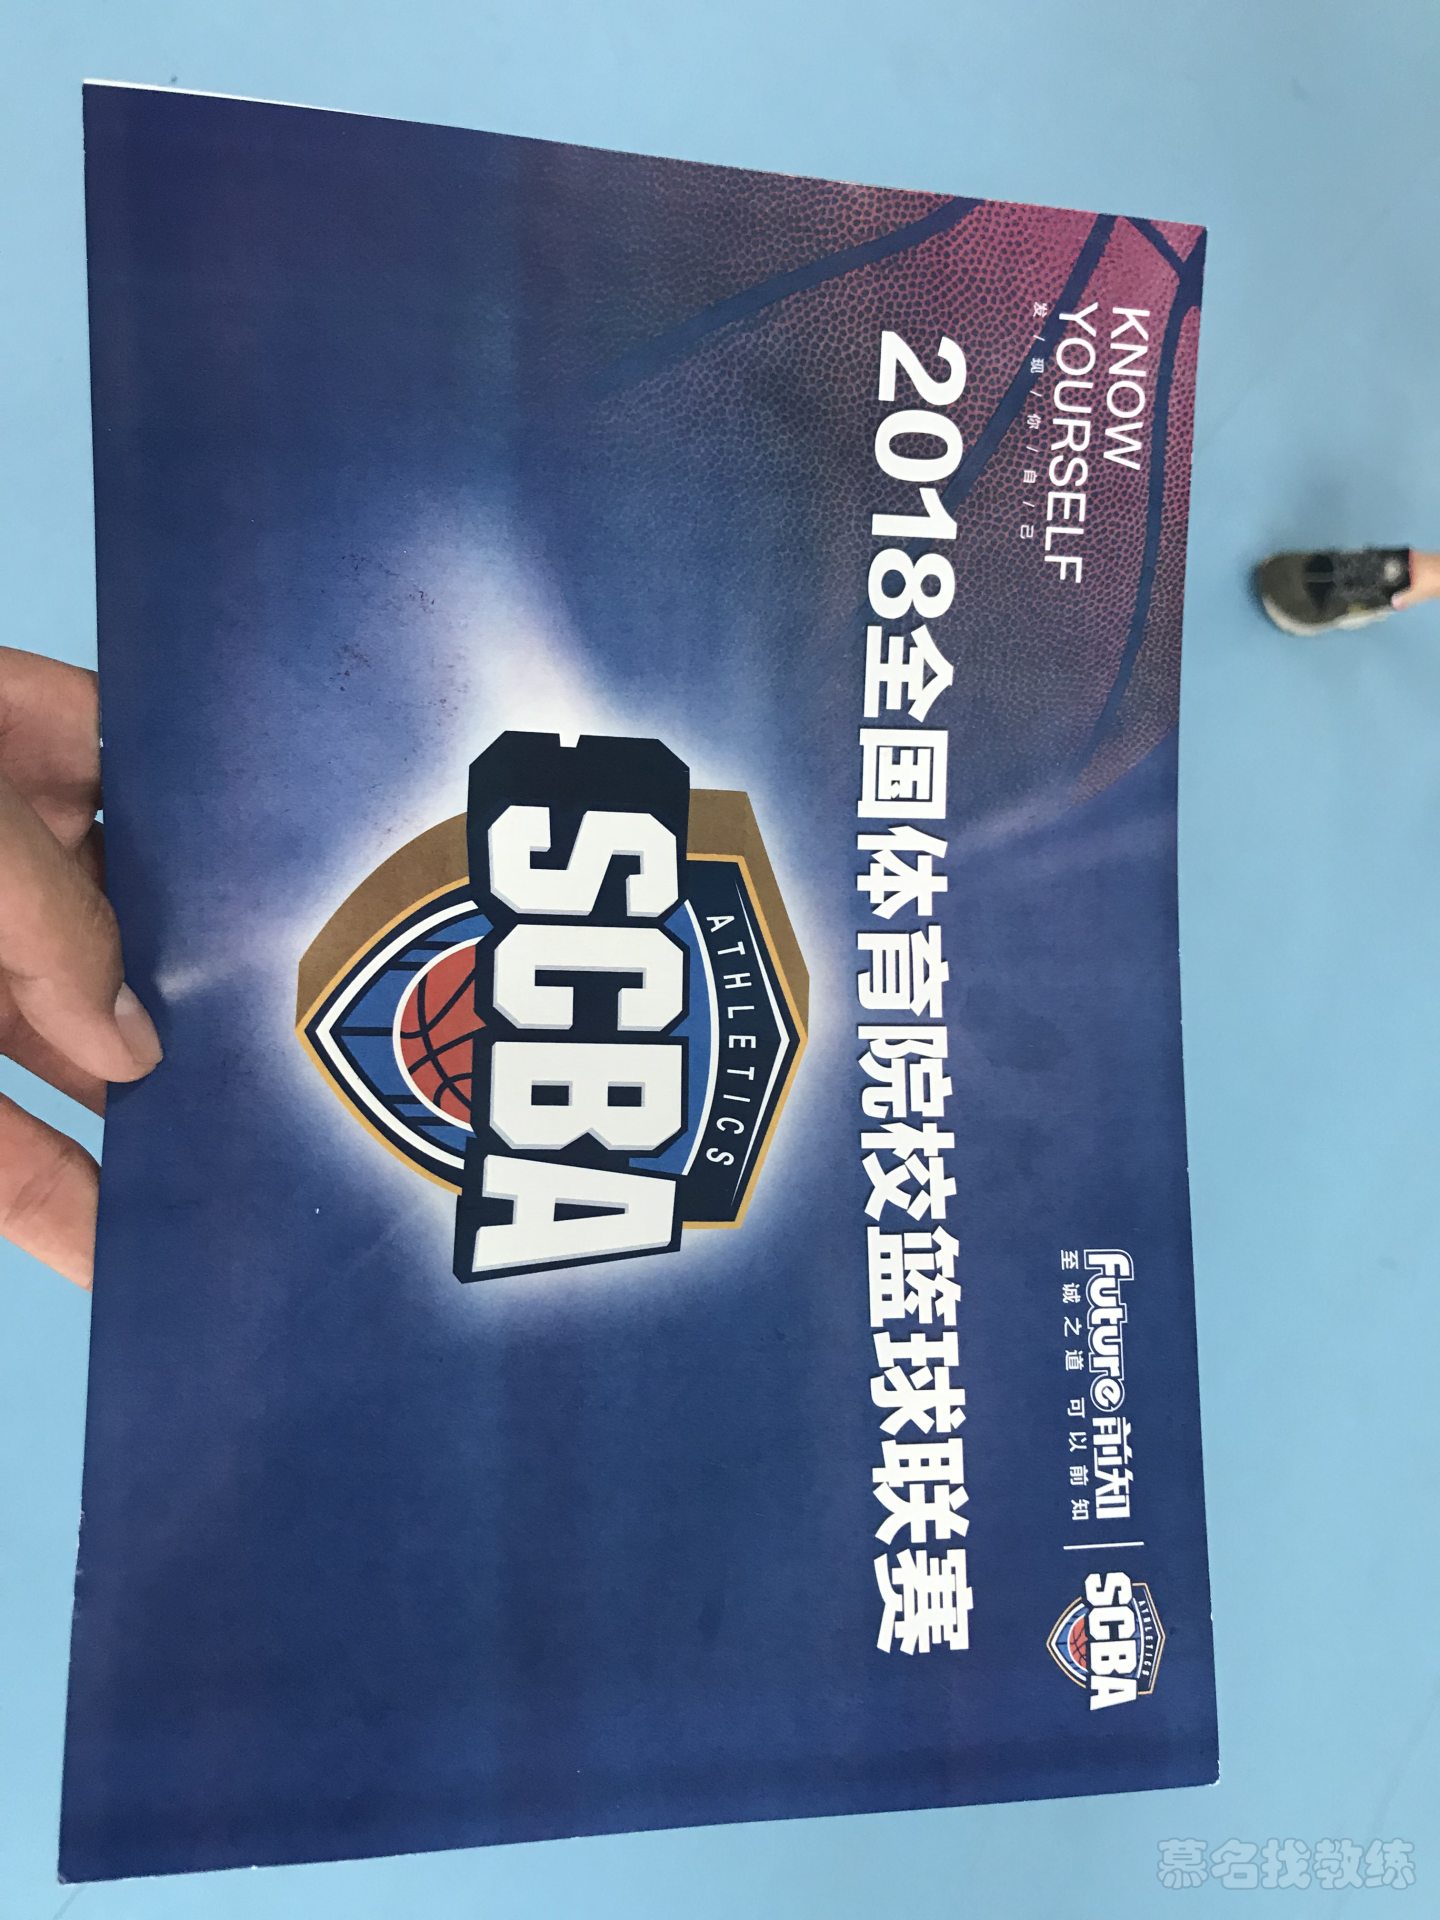 KNOW
YOURSELF
发/现/你/自/己
Future前知
至诚之道可以前知
SCBA
ATHLETICS
2018全国体育院校篮球联赛
ATHLETICS
SCBA
慕名找教练